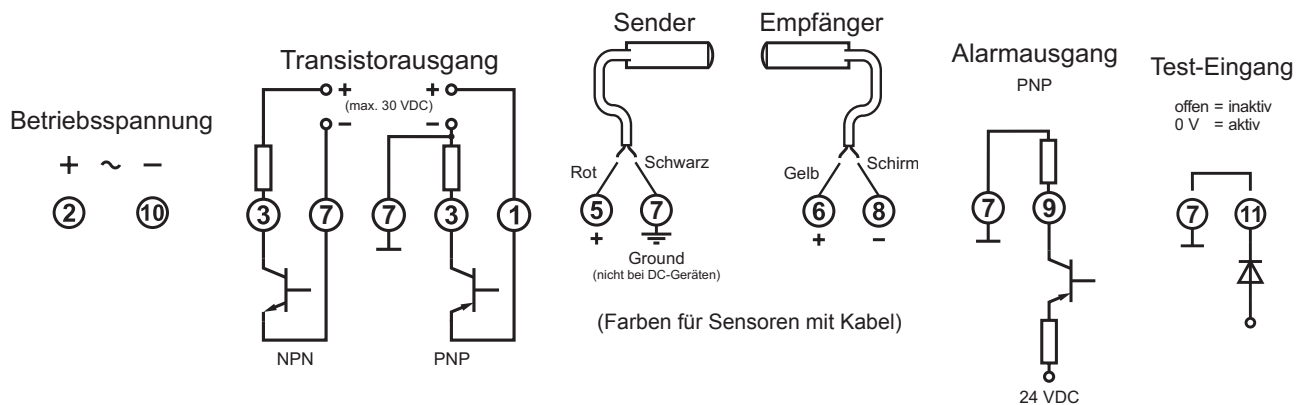 Betriebsspannung
+ ~ −
2 10
Transistorausgang
+ +
(max. 30 VDC)
− −
3 7 7 3 1
NPN PNP
Sender Empfänger
Rot Schwarz Gelb Schirm
5 7 6 8
+ + −
Ground
(nicht bei DC-Geräten)
(Farben für Sensoren mit Kabel)
Alarmausgang
PNP
7 9
24 VDC
Test-Eingang
offen = inaktiv
0 V = aktiv
7 11